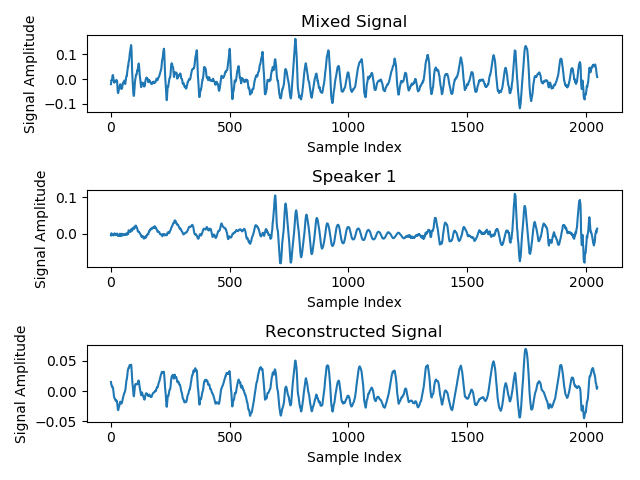 Mixed Signal
Signal Amplitude
0.1
0.0
−0.1
0
500
1000
1500
2000
Sample Index
Speaker 1
Signal Amplitude
0.1
0.0
0
500
1000
1500
2000
Sample Index
Reconstructed Signal
Signal Amplitude
0.05
0.00
−0.05
0
500
1000
1500
2000
Sample Index